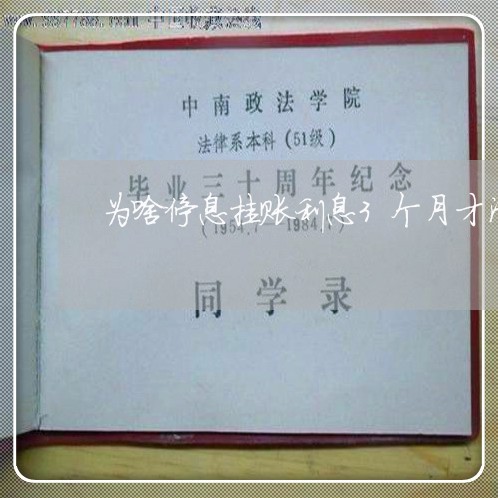 中南政法学院
法律系本科(51级)
毕业三十周年纪念
为啥停息挂账利息3个月才
(1954.7—1984.7)
同学录